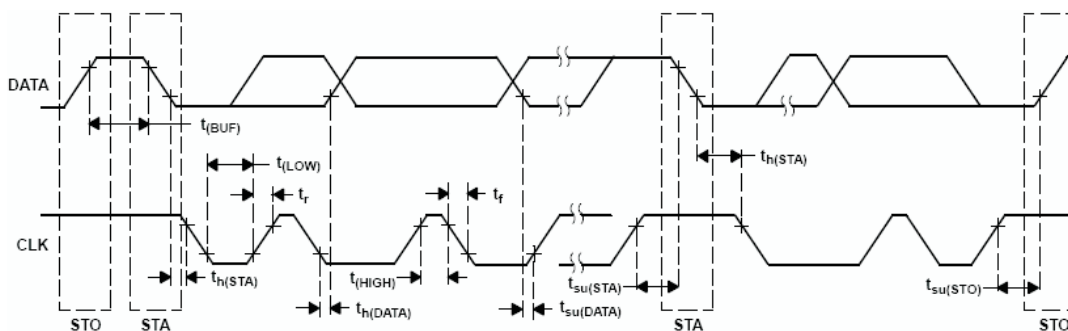 DATA
t(BUF)
t(LOW)
th(STA)
tr
tf
CLK
th(STA)
t(HIGH)
tsu(STA)
tsu(STO)
th(DATA)
tsu(DATA)
STO
STA
STA
STO